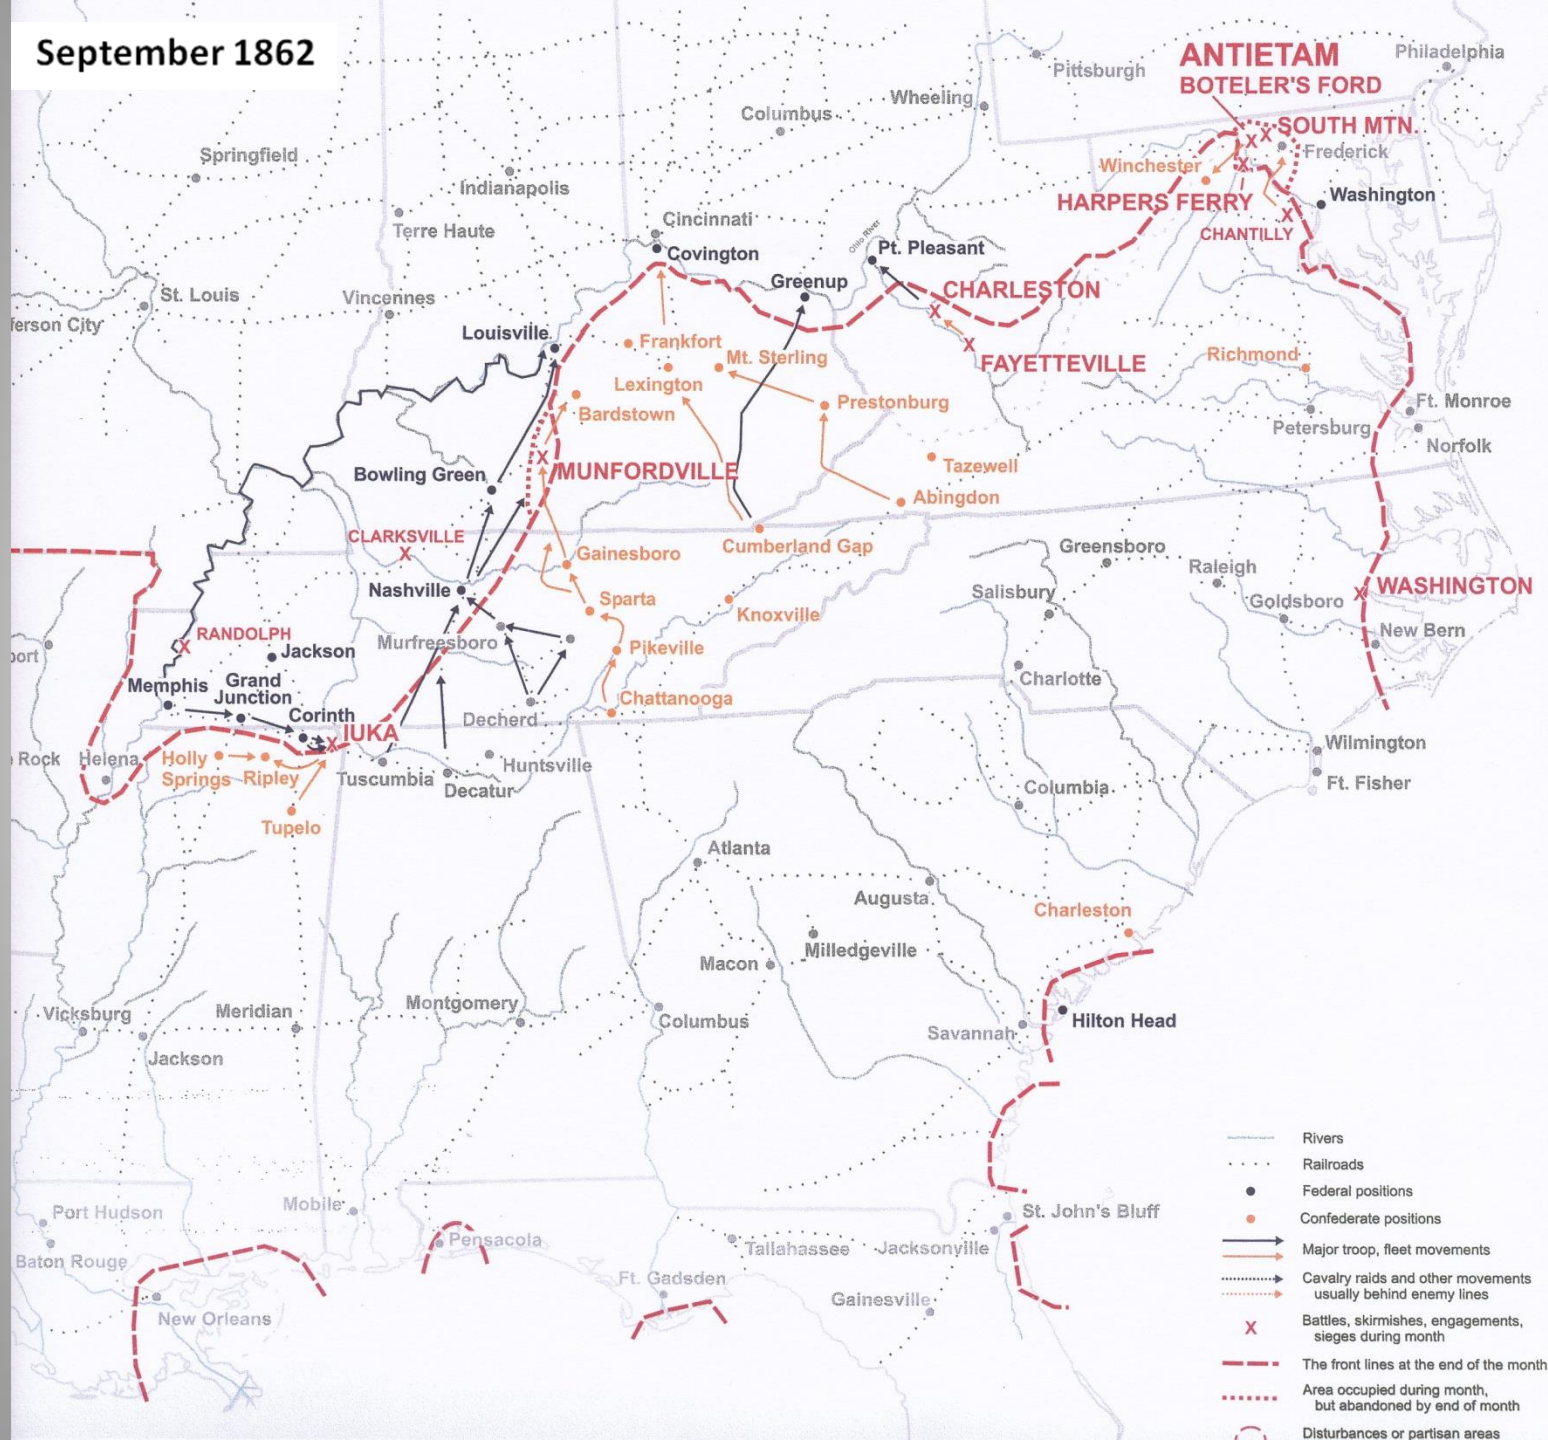 September 1862
ANTIETAM
BOTELER'S FORD
Philadelphia
Pittsburgh
Wheeling
Columbus
SOUTH MTN.
Frederick
Springfield
Winchester
Indianapolis
HARPERS FERRY
Washington
Terre Haute
Cincinnati
CHANTILLY
Covington
Ohio River
Pt. Pleasant
Greenup
CHARLESTON
St. Louis
Vincennes
ferson City
Louisville
Frankfort
Mt. Sterling
FAYETTEVILLE
Richmond
Lexington
Bardstown
Prestonburg
Ft. Monroe
Petersburg
Norfolk
Bowling Green
MUNFORDVILLE
Tazewell
Abingdon
CLARKSVILLE
Gainesboro
Cumberland Gap
Greensboro
Raleigh
Nashville
Salisbury
WASHINGTON
Sparta
Knoxville
Goldsboro
RANDOLPH
Murfreesboro
Pikeville
New Bern
port
Jackson
Memphis
Grand
Junction
Charlotte
Chattanooga
Corinth
IUKA
Decherd
Wilmington
Rock
Helena
Holly
Springs
Ripley
Tuscumbia
Huntsville
Decatur
Ft. Fisher
Columbia
Tupelo
Atlanta
Augusta
Charleston
Milledgeville
Macon
Vicksburg
Meridian
Montgomery
Columbus
Hilton Head
Savannah
Jackson
Port Hudson
Mobile
St. John's Bluff
Pensacola
Tallahassee
Jacksonville
Baton Rouge
Ft. Gadsden
New Orleans
Gainesville
Rivers
Railroads
Federal positions
Confederate positions
Major troop, fleet movements
Cavalry raids and other movements
usually behind enemy lines
X
Battles, skirmishes, engagements,
sieges during month
The front lines at the end of the month
Area occupied during month,
but abandoned by end of month
Disturbances or partisan areas